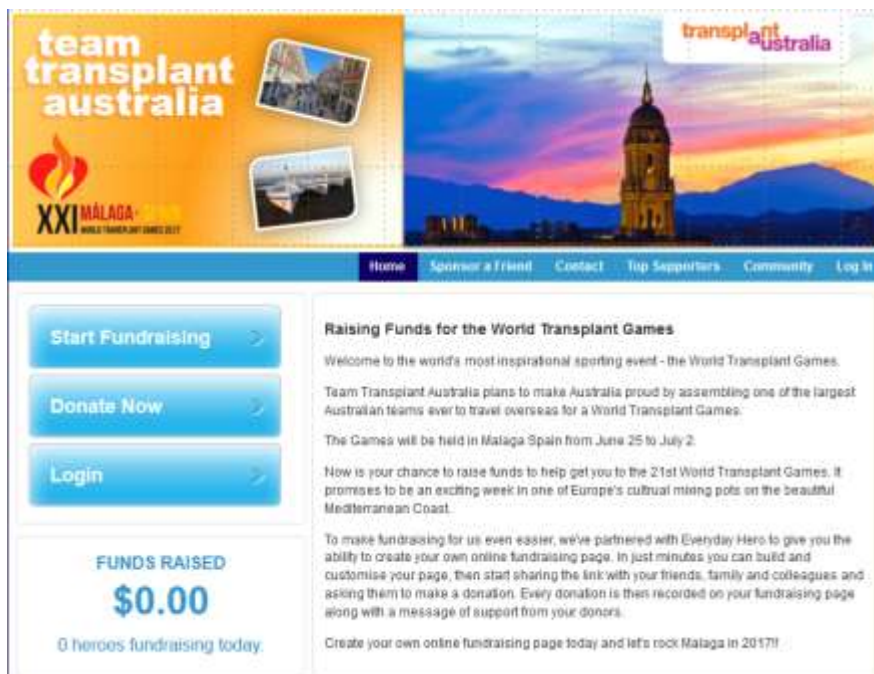 team
transplant
australia
transplant
australia
XXI MÁLAGA - SPAIN
WORLD TRANSPLANT GAMES 2017
Home Sponsor a Friend Contact Top Supporters Community Log In
Start Fundraising
Donate Now
Login
FUNDS RAISED
$0.00
0 heroes fundraising today.
Raising Funds for the World Transplant Games
Welcome to the world's most inspirational sporting event - the World Transplant Games.
Team Transplant Australia plans to make Australia proud by assembling one of the largest
Australian teams ever to travel overseas for a World Transplant Games.
The Games will be held in Malaga Spain from June 25 to July 2.
Now is your chance to raise funds to help get you to the 21st World Transplant Games. It
promises to be an exciting week in one of Europe's cultrual mixing pots on the beautiful
Mediterranean Coast.
To make fundraising for us even easier, we've partnered with Everyday Hero to give you the
ability to create your own online fundraising page. In just minutes you can build and
customise your page, then start sharing the link with your friends, family and colleagues and
asking them to make a donation. Every donation is then recorded on your fundraising page
along with a message of support from your donors.
Create your own online fundraising page today and let's rock Malaga in 2017!!